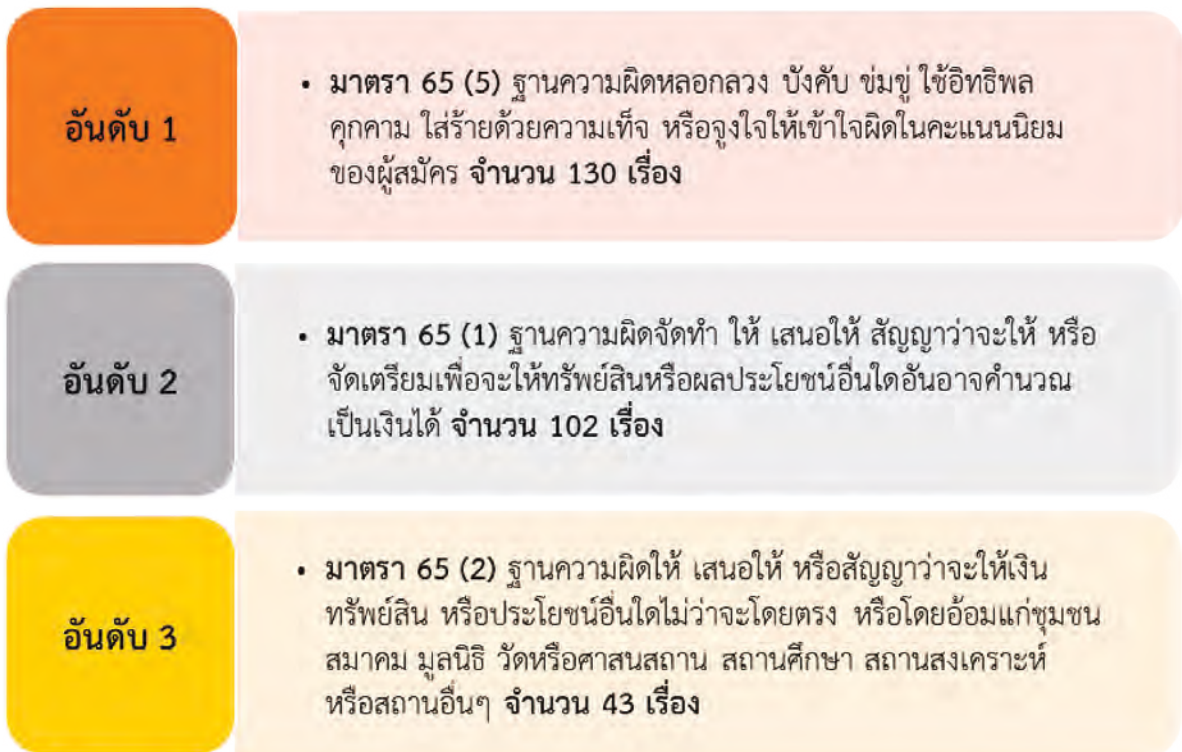 อันดับ 1
• มาตรา 65 (5) ฐานความผิดหลอกลวง บังคับ ข่มขู่ ใช้อิทธิพล
คุกคาม ใส่ร้ายด้วยความเท็จ หรือจูงใจให้เข้าใจผิดในคะแนนนิยม
ของผู้สมัคร จำนวน 130 เรื่อง
อันดับ 2
• มาตรา 65 (1) ฐานความผิดจัดทำ ให้ เสนอให้ สัญญาว่าจะให้ หรือ
จัดเตรียมเพื่อจะให้ทรัพย์สินหรือผลประโยชน์อื่นใดอันอาจคำนวณ
เป็นเงินได้ จำนวน 102 เรื่อง
อันดับ 3
• มาตรา 65 (2) ฐานความผิดให้ เสนอให้ หรือสัญญาว่าจะให้เงิน
ทรัพย์สิน หรือประโยชน์อื่นใดไม่ว่าจะโดยตรง หรือโดยอ้อมแก่ชุมชน
สมาคม มูลนิธิ วัดหรือศาสนสถาน สถานศึกษา สถานสงเคราะห์
หรือสถานอื่นๆ จำนวน 43 เรื่อง